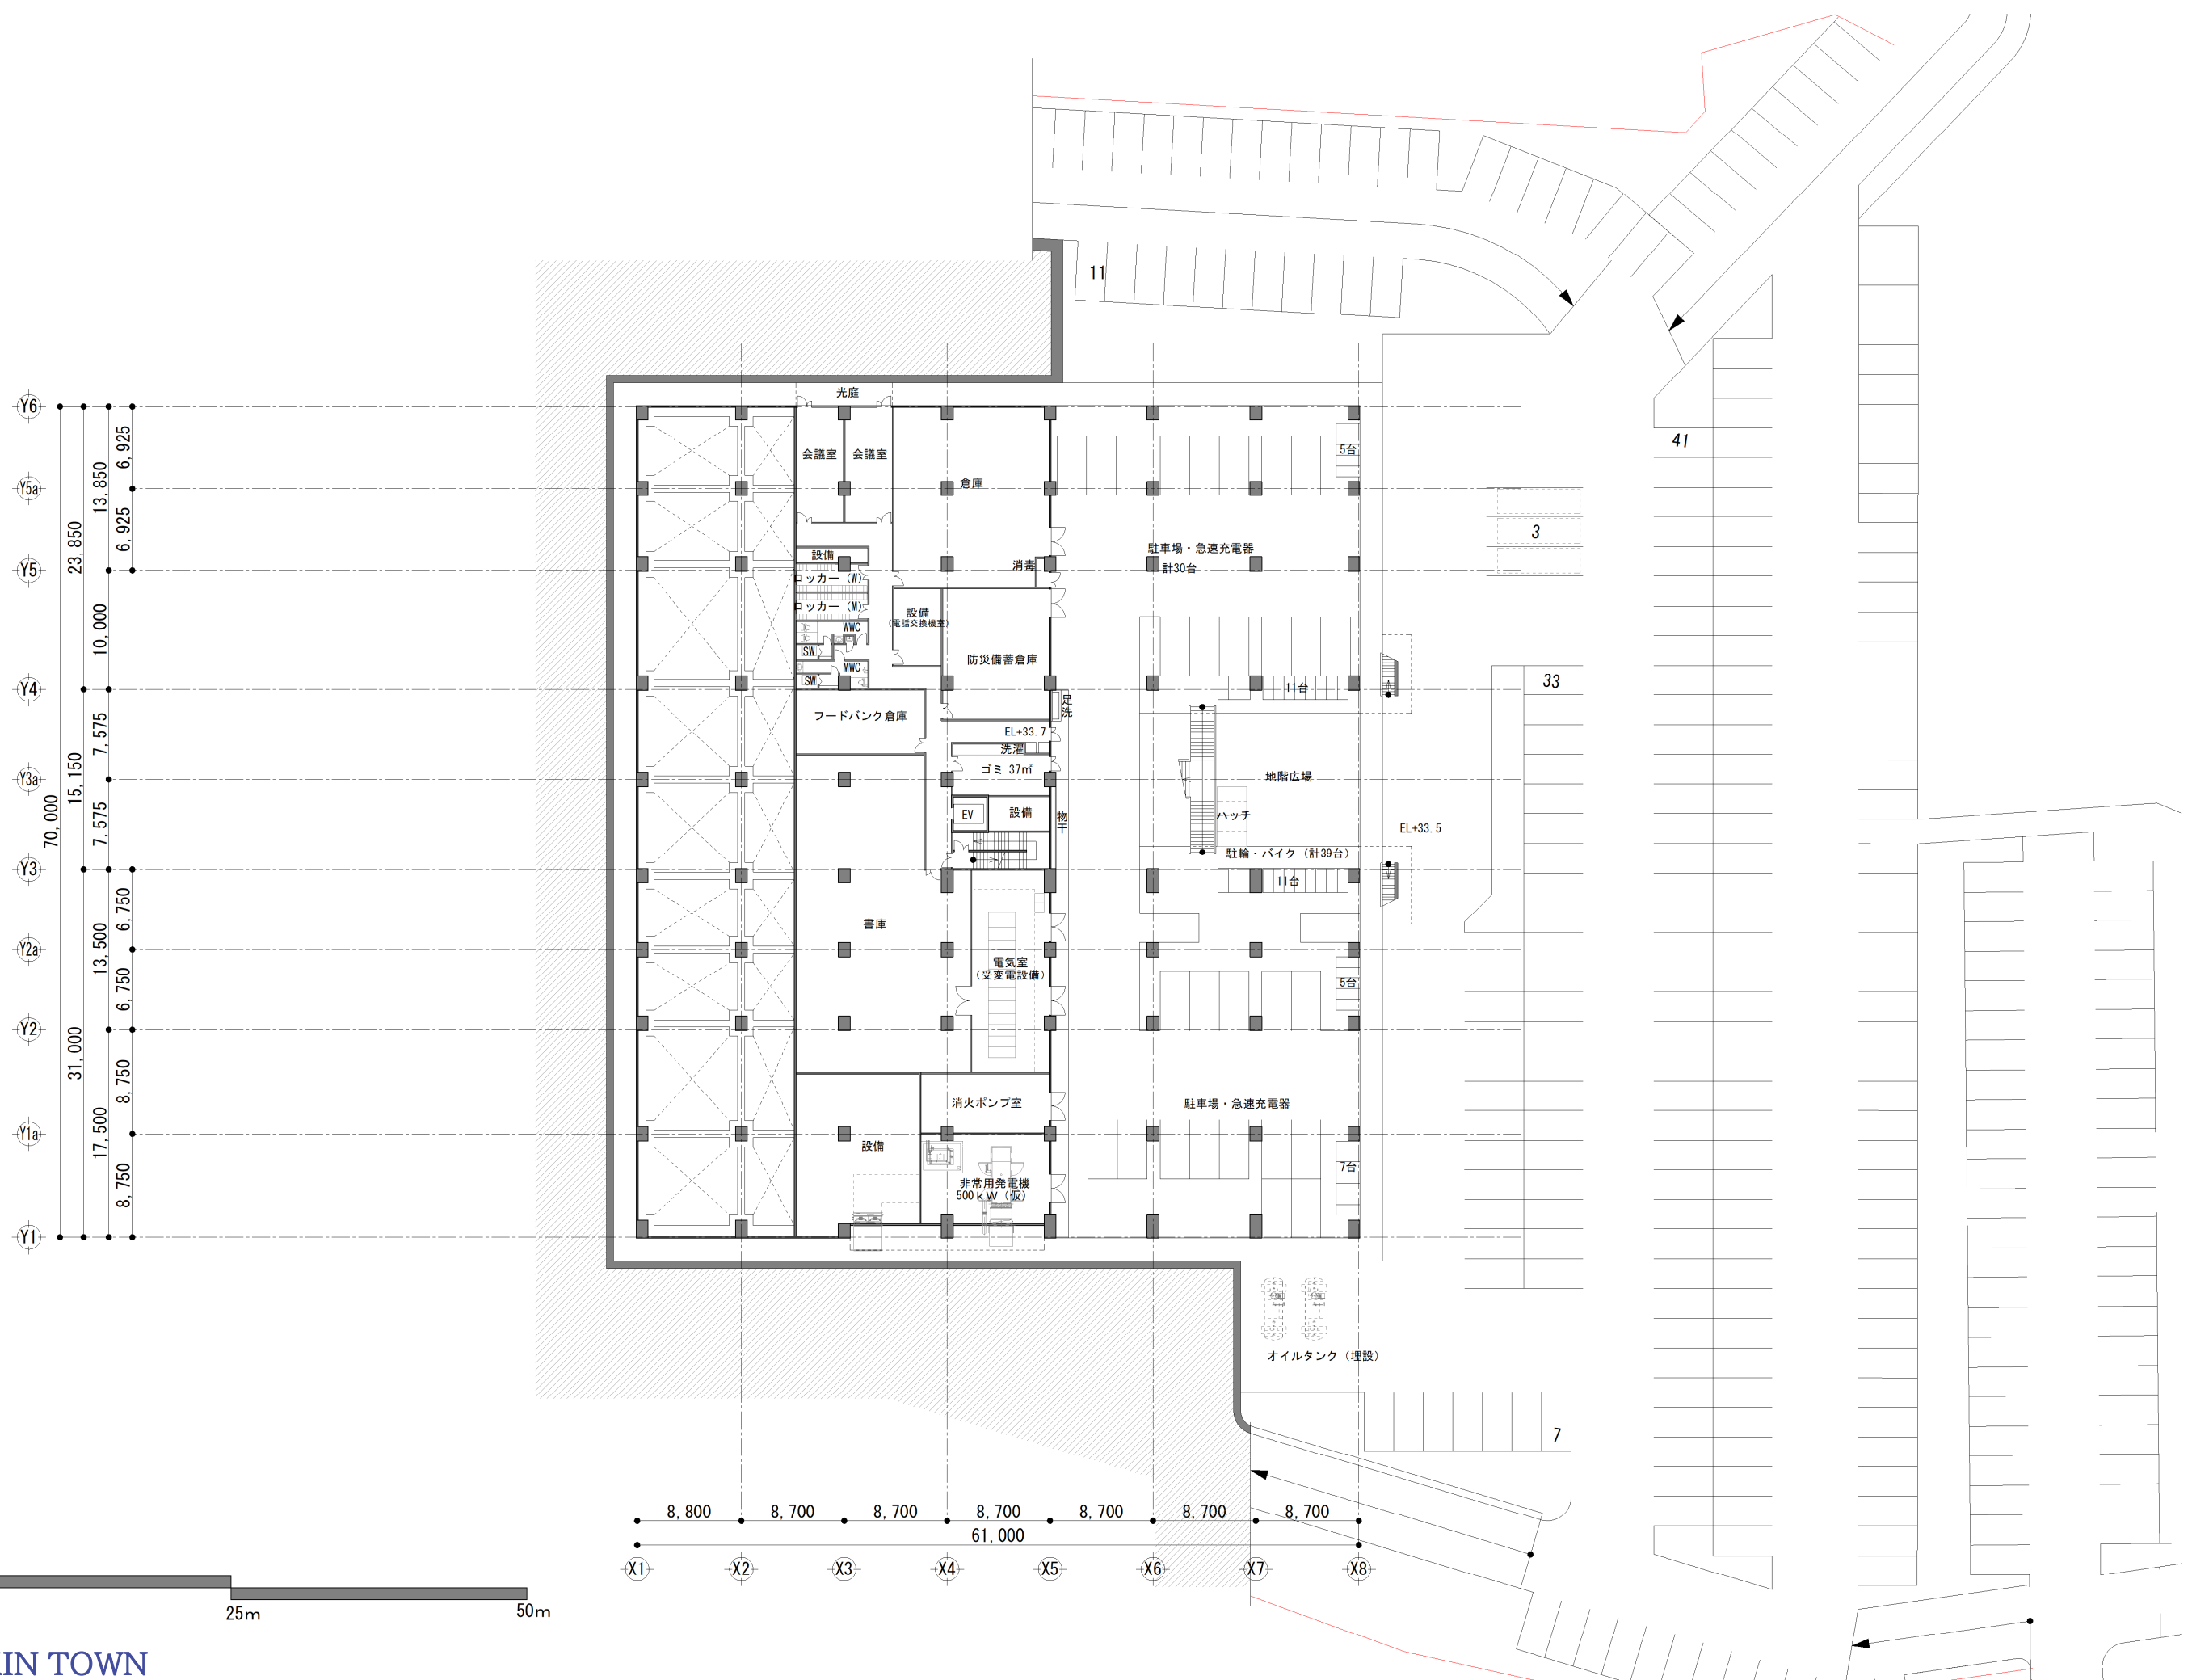 11
41
3
33
7
光庭
会議室
会議室
倉庫
5台
設備
消毒
駐車場・急速充電器
計30台
ロッカー (W)
ロッカー (M)
設備
(電話交換機室)
WWC
SW
MWC
SW
防災備蓄倉庫
足洗
11台
フードバンク倉庫
EL+33.7
洗濯
ゴミ 37㎡
地階広場
EV
設備
物干
ハッチ
EL+33.5
駐輪・バイク (計39台)
11台
書庫
電気室
(受変電設備)
5台
消火ポンプ室
駐車場・急速充電器
設備
7台
非常用発電機
500kW (仮)
オイルタンク (埋設)
Y6
Y5a
Y5
Y4
Y3a
Y3
Y2a
Y2
Y1a
Y1
70,000
23,850
15,150
31,000
13,850
10,000
7,575
7,575
13,500
17,500
6,925
6,925
6,750
6,750
8,750
8,750
8,800
8,700
8,700
8,700
8,700
8,700
8,700
61,000
X1
X2
X3
X4
X5
X6
X7
X8
25m
50m
IN TOWN